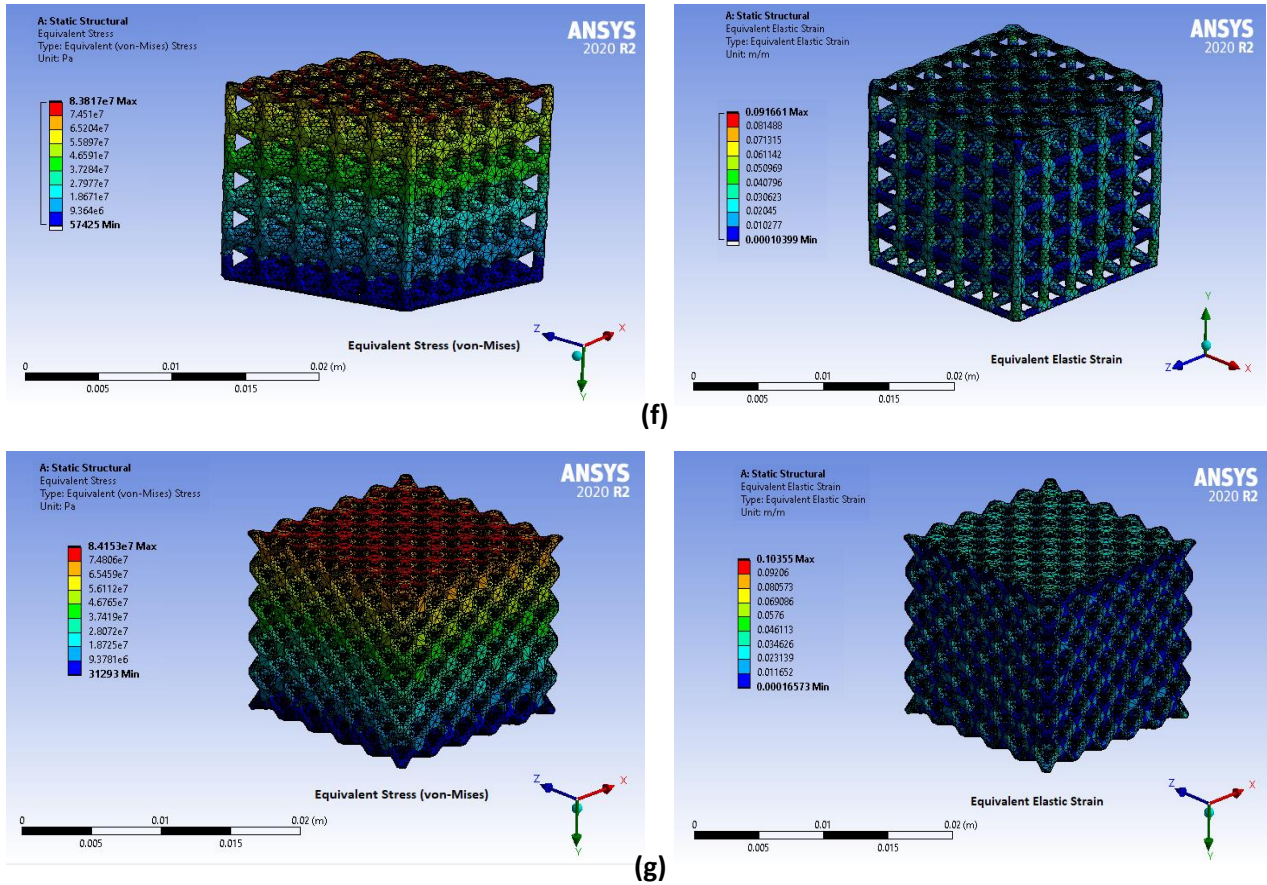 A: Static Structural
Equivalent Stress
Type: Equivalent (von-Mises) Stress
Unit: Pa
ANSYS
2020 R2
8.3817e7 Max
7.451e7
6.5204e7
5.5897e7
4.6591e7
3.7284e7
2.7977e7
1.8671e7
9.364e6
57425 Min
Equivalent Stress (von-Mises)
Z
X
Y
0
0.01
0.02 (m)
0.005
0.015
A: Static Structural
Equivalent Elastic Strain
Type: Equivalent Elastic Strain
Unit: m/m
ANSYS
2020 R2
0.091661 Max
0.081488
0.071315
0.061142
0.050969
0.040796
0.030623
0.02045
0.010277
0.00010399 Min
Equivalent Elastic Strain
Y
Z
X
0
0.01
0.02 (m)
0.005
0.015
(f)
A: Static Structural
Equivalent Stress
Type: Equivalent (von-Mises) Stress
Unit: Pa
ANSYS
2020 R2
8.4153e7 Max
7.4806e7
6.5459e7
5.6112e7
4.6765e7
3.7419e7
2.8072e7
1.8725e7
9.3781e6
31293 Min
Equivalent Stress (von-Mises)
Z
X
Y
0
0.01
0.02 (m)
0.005
0.015
A: Static Structural
Equivalent Elastic Strain
Type: Equivalent Elastic Strain
Unit: m/m
ANSYS
2020 R2
0.10355 Max
0.09206
0.080573
0.069086
0.0576
0.046113
0.034626
0.023139
0.011652
0.00016573 Min
Equivalent Elastic Strain
Z
X
Y
0
0.01
0.02 (m)
0.005
0.015
(g)